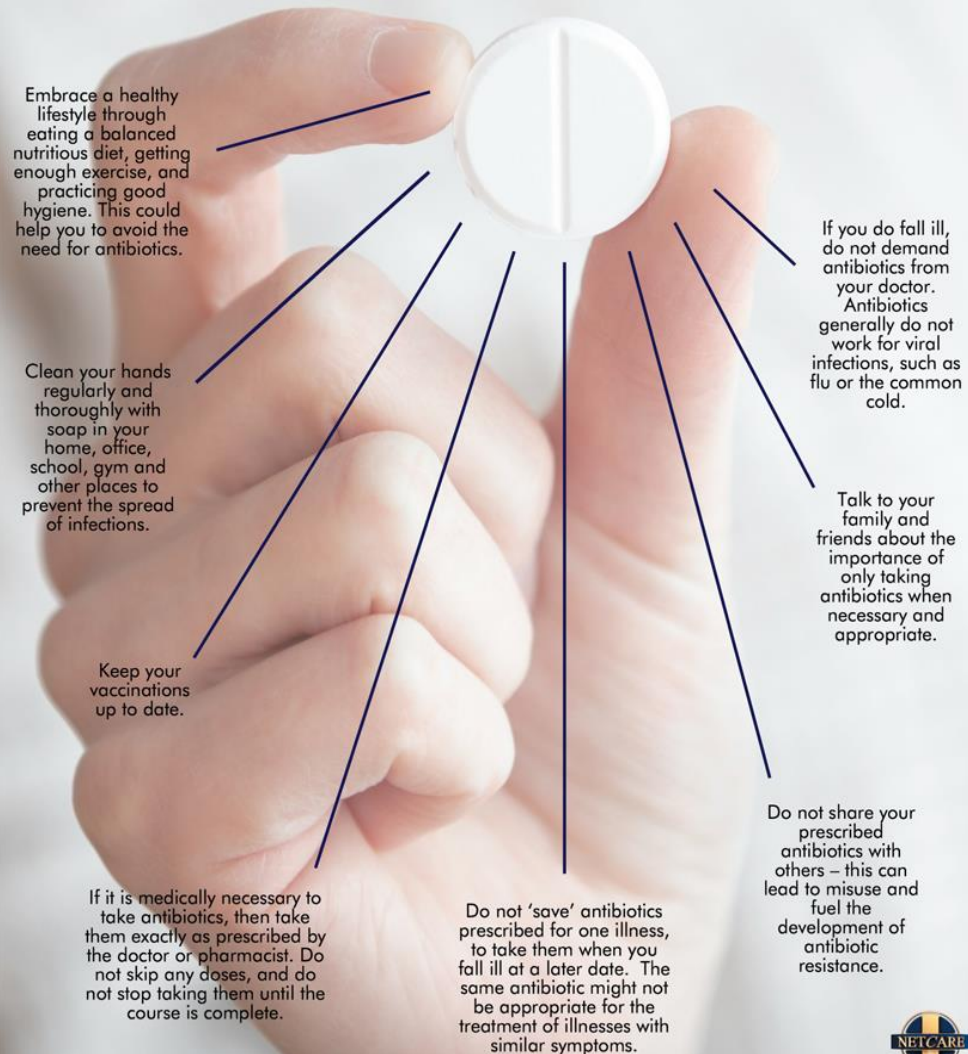 Embrace a healthy
lifestyle through
eating a balanced
nutritious diet, getting
enough exercise, and
practicing good
hygiene. This could
help you to avoid the
need for antibiotics.
Clean your hands
regularly and
thoroughly with
soap in your
home, office,
school, gym and
other places to
prevent the spread
of infections.
Keep your
vaccinations
up to date.
If it is medically necessary to
take antibiotics, then take
them exactly as prescribed by
the doctor or pharmacist. Do
not skip any doses, and do
not stop taking them until the
course is complete.
Do not ‘save’ antibiotics
prescribed for one illness,
to take them when you
fall ill at a later date. The
same antibiotic might not
be appropriate for the
treatment of illnesses with
similar symptoms.
Do not share your
prescribed
antibiotics with
others – this can
lead to misuse and
fuel the
development of
antibiotic
resistance.
Talk to your
family and
friends about the
importance of
only taking
antibiotics when
necessary and
appropriate.
If you do fall ill,
do not demand
antibiotics from
your doctor.
Antibiotics
generally do not
work for viral
infections, such as
flu or the common
cold.
NETCARE